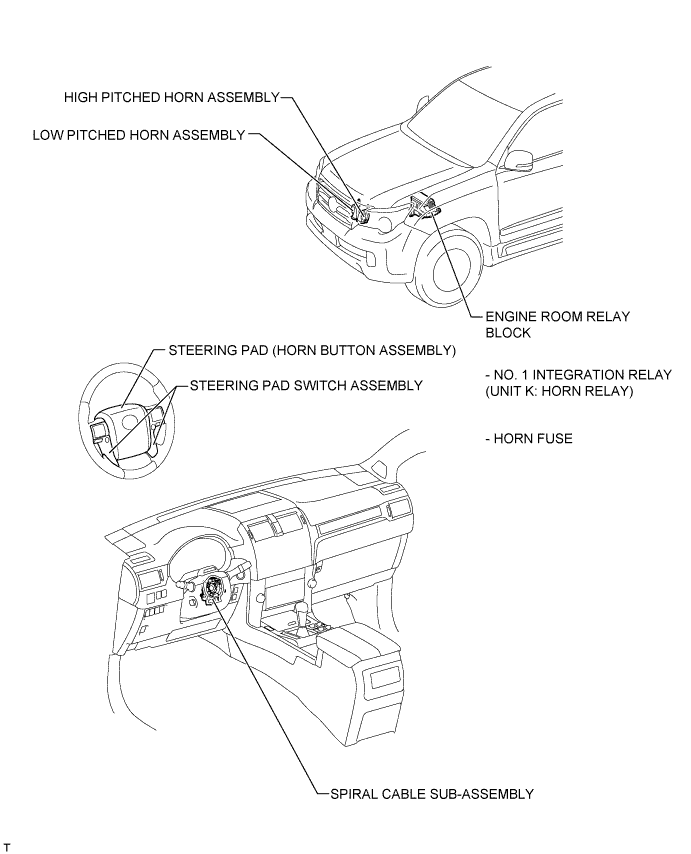 HIGH PITCHED HORN ASSEMBLY
LOW PITCHED HORN ASSEMBLY
ENGINE ROOM RELAY
BLOCK
STEERING PAD (HORN BUTTON ASSEMBLY)
- NO. 1 INTEGRATION RELAY
(UNIT K: HORN RELAY)
STEERING PAD SWITCH ASSEMBLY
- HORN FUSE
SPIRAL CABLE SUB-ASSEMBLY
T